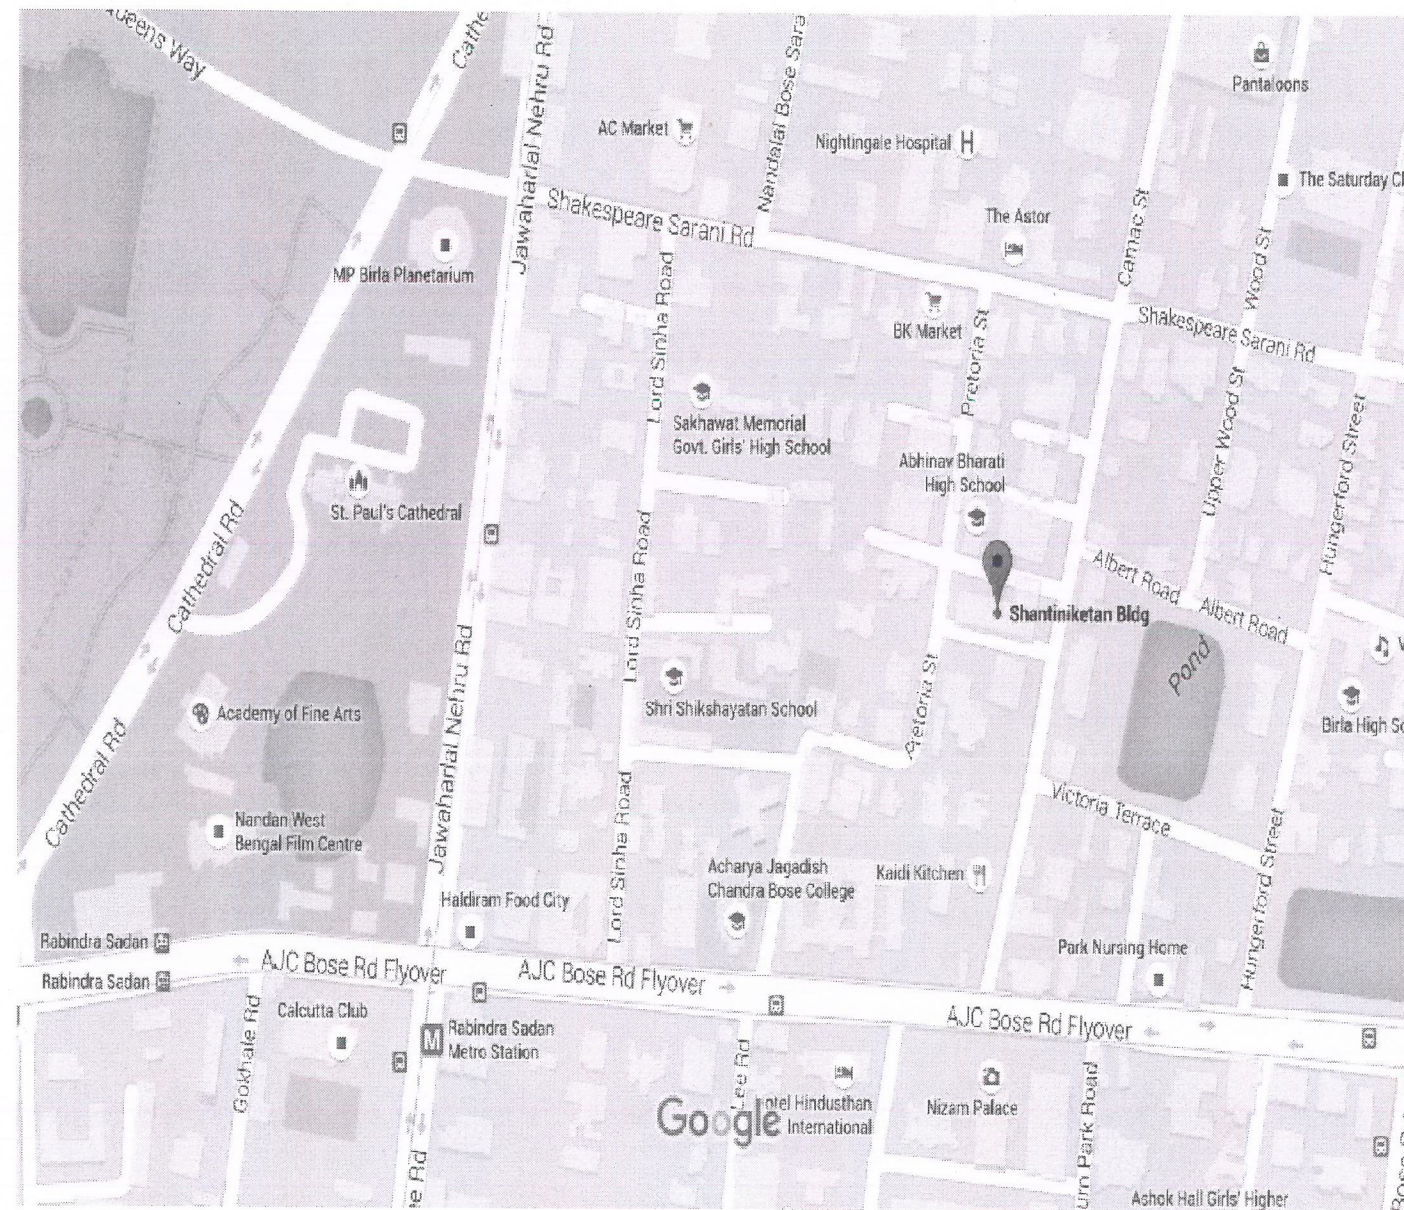 Queens Way
Jawaharlal Nehru Rd
Pantaloons
AC Market
Nightingale Hospital
Nandalal Bose Sara
The Saturday Cl
Shakespeare Sarani Rd
The Astor
Camac St
Wood St
MP Birla Planetarium
Lord Sinha Road
BK Market
Pretoria St
Shakespeare Sarani Rd
Sakhawat Memorial
Govt. Girls' High School
Upper Wood St
Hungerford Street
Abhinav Bharati
High School
St. Paul's Cathedral
Cathedral Rd
Lord Sinha Road
Albert Road
Albert Road
Shantiniketan Bldg
Pond
Jawaharlal Nehru Rd
Pretoria St
Shri Shikshayatan School
Academy of Fine Arts
Birla High Sc
Cathedral Rd
Victoria Terrace
Nandan West
Bengal Film Centre
Lord Sinha Road
Acharya Jagadish
Chandra Bose College
Kaidi Kitchen
Hungerford Street
Haldiram Food City
Rabindra Sadan
Rabindra Sadan
AJC Bose Rd Flyover
AJC Bose Rd Flyover
Park Nursing Home
AJC Bose Rd Flyover
Calcutta Club
Gokhale Rd
M
Rabindra Sadan
Metro Station
Lee Rd
Google
otel Hindusthan
International
Nizam Palace
urn Park Road
Ashok Hall Girls' Higher